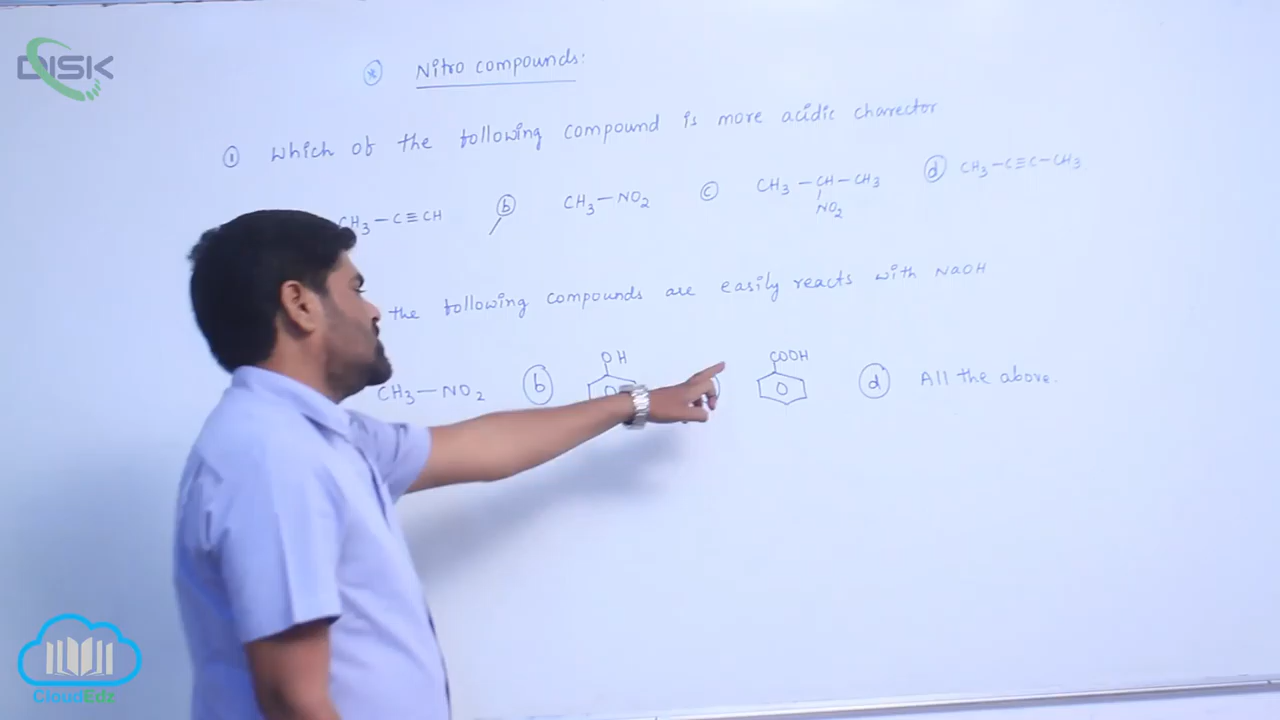 DISK
* Nitro compounds:
1 which of the following compound is more acidic charector
CH3-C≡CH b CH3-NO2 c CH3-CH-CH3 d CH3-C≡C-CH3
NO2
the following compounds are easily reacts with NaOH
OH COOH
CH3-NO2 b d All the above.
CloudEdz